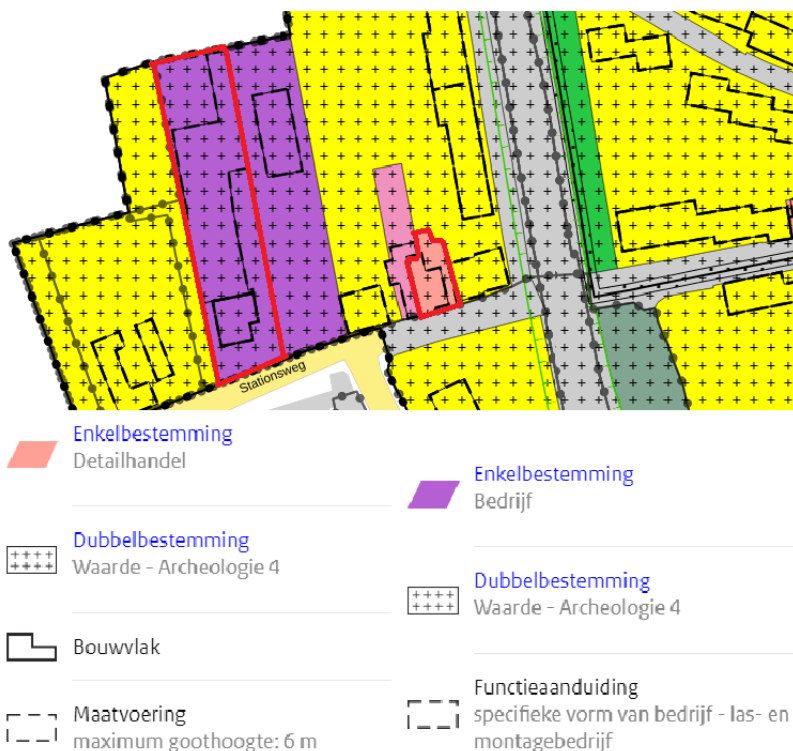 Stationsweg
Enkelbestemming
Detailhandel
Dubbelbestemming
Waarde - Archeologie 4
Bouwvlak
Maatvoering
maximum goothoogte: 6 m
Enkelbestemming
Bedrijf
Dubbelbestemming
Waarde - Archeologie 4
Functieaanduiding
specifieke vorm van bedrijf - las- en
montagebedrijf